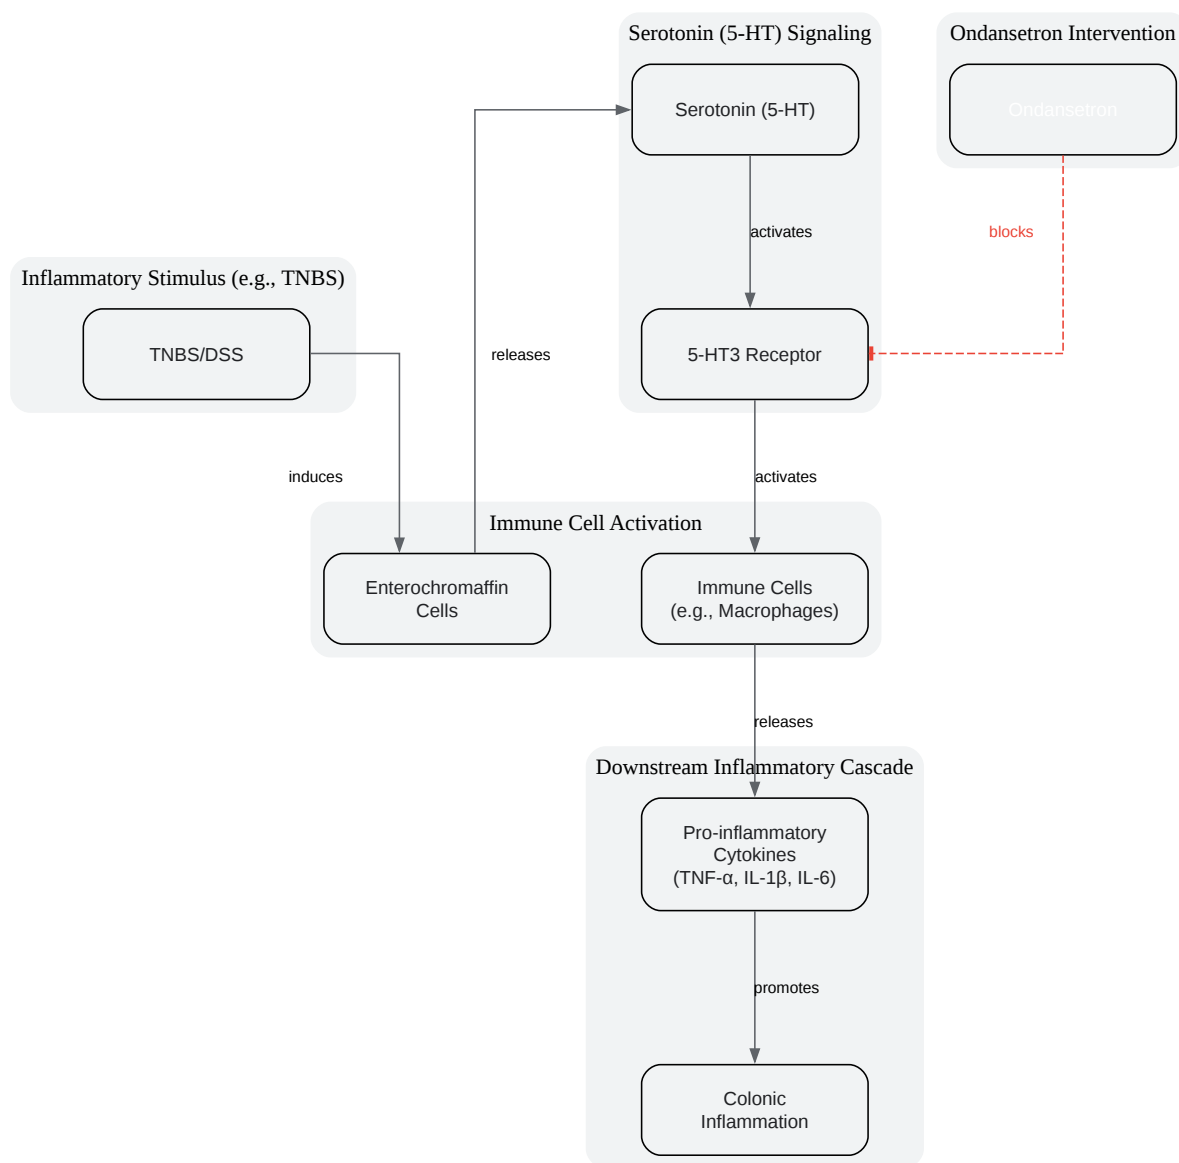 Serotonin (5-HT) Signaling
Ondansetron Intervention
Serotonin (5-HT)
Ondansetron
activates
blocks
Inflammatory Stimulus (e.g., TNBS)
TNBS/DSS
releases
5-HT3 Receptor
induces
activates
Immune Cell Activation
Enterochromaffin
Cells
Immune Cells
(e.g., Macrophages)
releases
Downstream Inflammatory Cascade
Pro-inflammatory
Cytokines
(TNF-α, IL-1β, IL-6)
promotes
Colonic
Inflammation